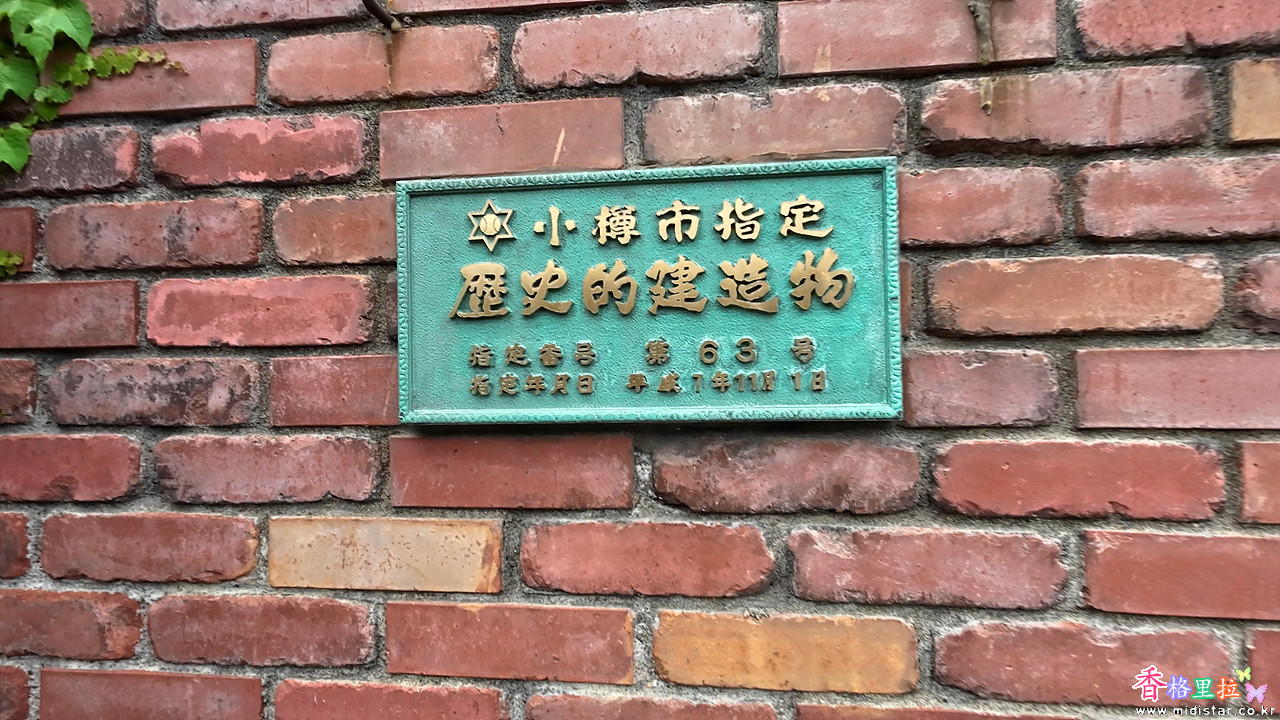 小樽市指定
歴史的建造物
指定番号 第63号
指定年月日 平成7年11月1日
香格里拉
www.midistar.co.kr